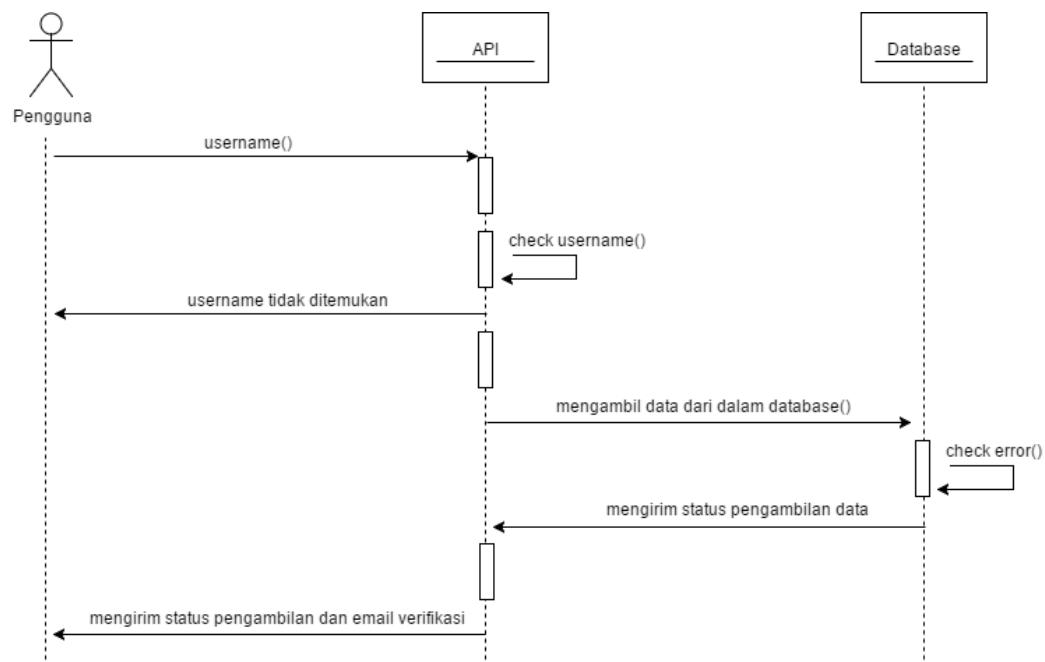 API
Database
Pengguna
username()
check username()
username tidak ditemukan
mengambil data dari dalam database()
check error()
mengirim status pengambilan data
mengirim status pengambilan dan email verifikasi